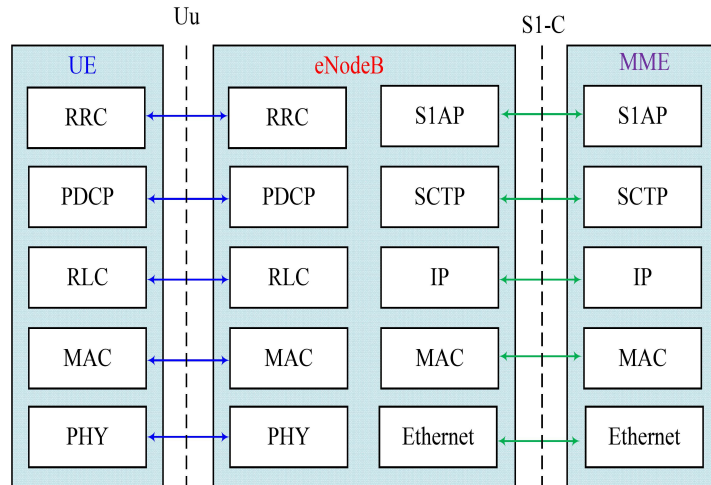 Uu S1-C
UE eNodeB MME
RRC RRC S1AP S1AP
PDCP PDCP SCTP SCTP
RLC RLC IP IP
MAC MAC MAC MAC
PHY PHY Ethernet Ethernet